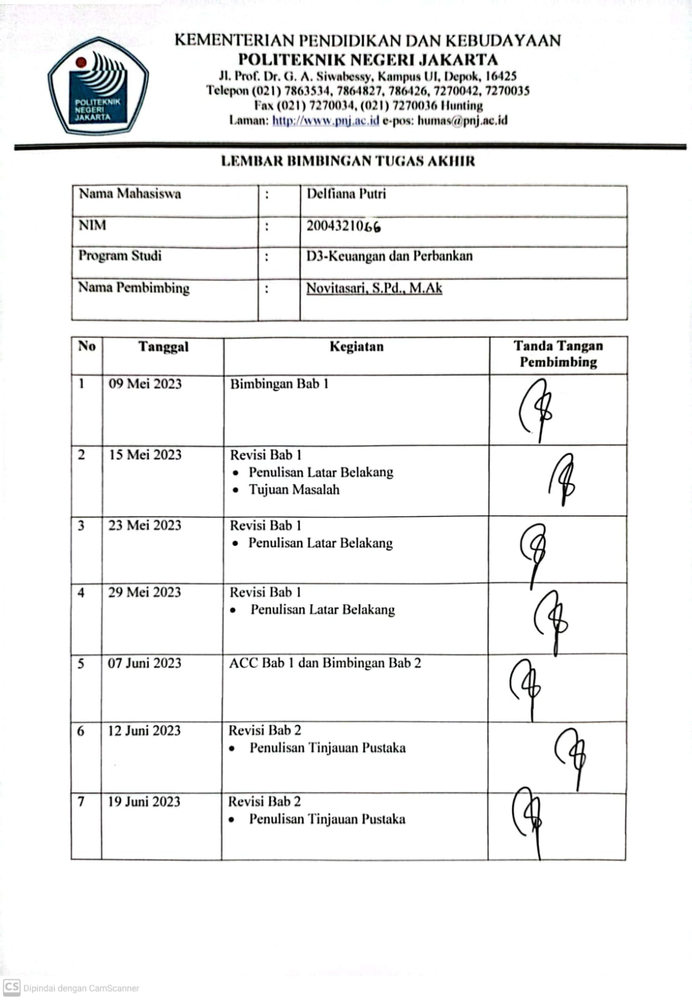 KEMENTERIAN PENDIDIKAN DAN KEBUDAYAAN
POLITEKNIK NEGERI JAKARTA
Jl. Prof. Dr. G. A. Siwabessy, Kampus UI, Depok, 16425
Telepon (021) 7863534, 7864827, 786426, 7270042, 7270035
Fax (021) 7270034, (021) 7270036 Hunting
Laman: http://www.pnj.ac.id e-pos: humas@pnj.ac.id
POLITEKNIK
NEGERI
JAKARTA
LEMBAR BIMBINGAN TUGAS AKHIR
Nama Mahasiswa : Delfiana Putri
NIM : 2004321066
Program Studi : D3-Keuangan dan Perbankan
Nama Pembimbing : Novitasari, S.Pd., M.Ak
No Tanggal Kegiatan Tanda Tangan
Pembimbing
1 09 Mei 2023 Bimbingan Bab 1
2 15 Mei 2023 Revisi Bab 1
• Penulisan Latar Belakang
• Tujuan Masalah
3 23 Mei 2023 Revisi Bab 1
• Penulisan Latar Belakang
4 29 Mei 2023 Revisi Bab 1
• Penulisan Latar Belakang
5 07 Juni 2023 ACC Bab 1 dan Bimbingan Bab 2
6 12 Juni 2023 Revisi Bab 2
• Penulisan Tinjauan Pustaka
7 19 Juni 2023 Revisi Bab 2
• Penulisan Tinjauan Pustaka
CS Dipindai dengan CamScanner